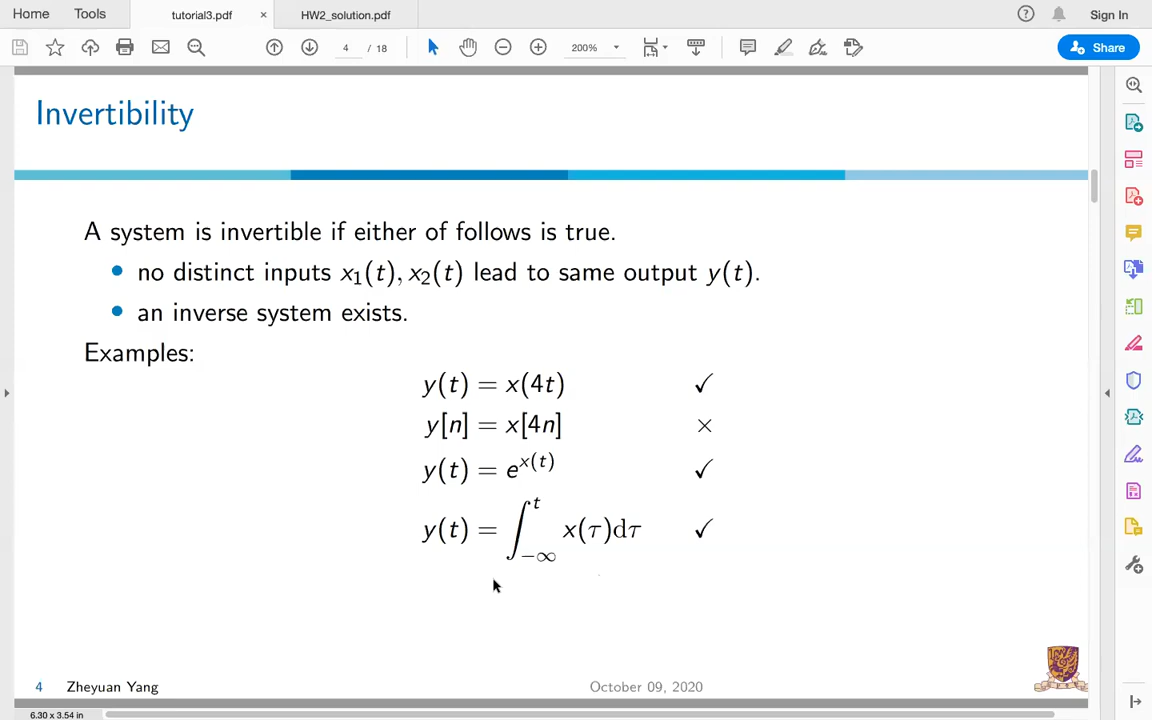 Home Tools tutorial3.pdf × HW2_solution.pdf ? Sign In
4 / 18 200% Share
Invertibility
A system is invertible if either of follows is true.
• no distinct inputs x₁(t), x₂(t) lead to same output y(t).
• an inverse system exists.
Examples:
y(t) = x(4t) ✓
y[n] = x[4n] ×
y(t) = e^{x(t)} ✓
y(t) = ∫_{−∞}^{t} x(τ)dτ ✓
4 Zheyuan Yang October 09, 2020
6.30 x 3.54 in